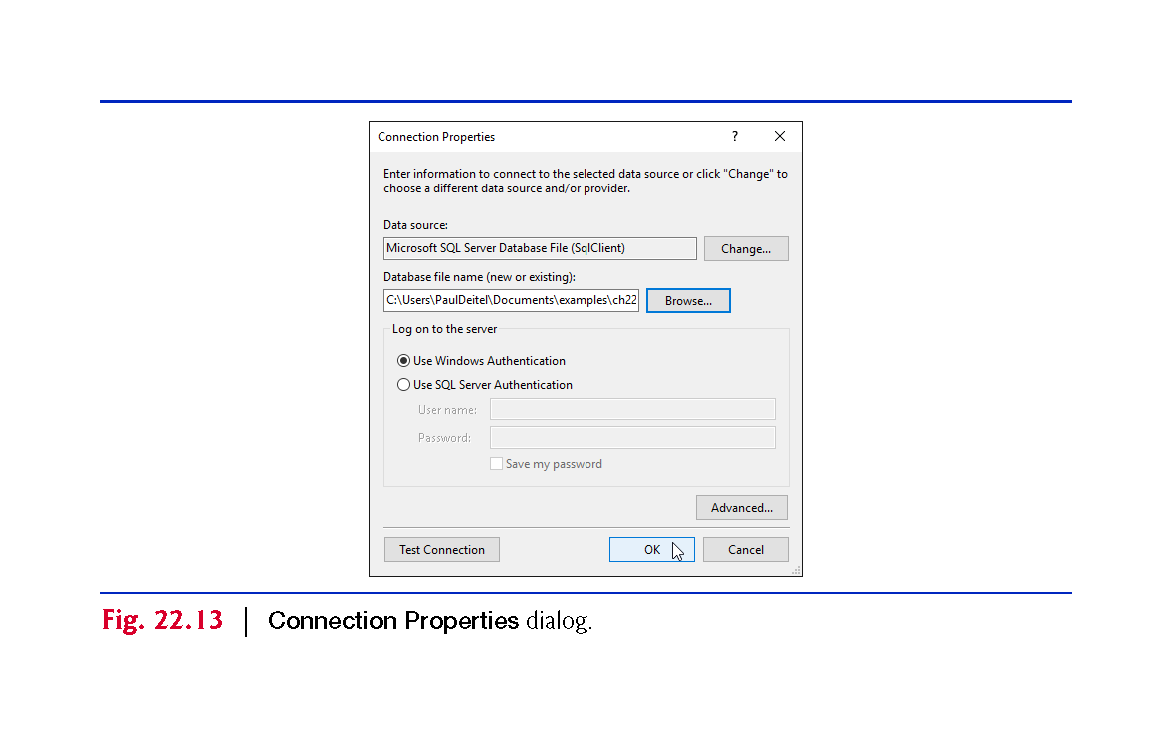 Connection Properties ?
Enter information to connect to the selected data source or click "Change" to
choose a different data source and/or provider.
Data source:
Microsoft SQL Server Database File (SqlClient) Change...
Database file name (new or existing):
C:\Users\PaulDeitel\Documents\examples\ch22 Browse...
Log on to the server
Use Windows Authentication
Use SQL Server Authentication
User name:
Password:
Save my password
Advanced...
Test Connection OK Cancel
Fig. 22.13 | Connection Properties dialog.